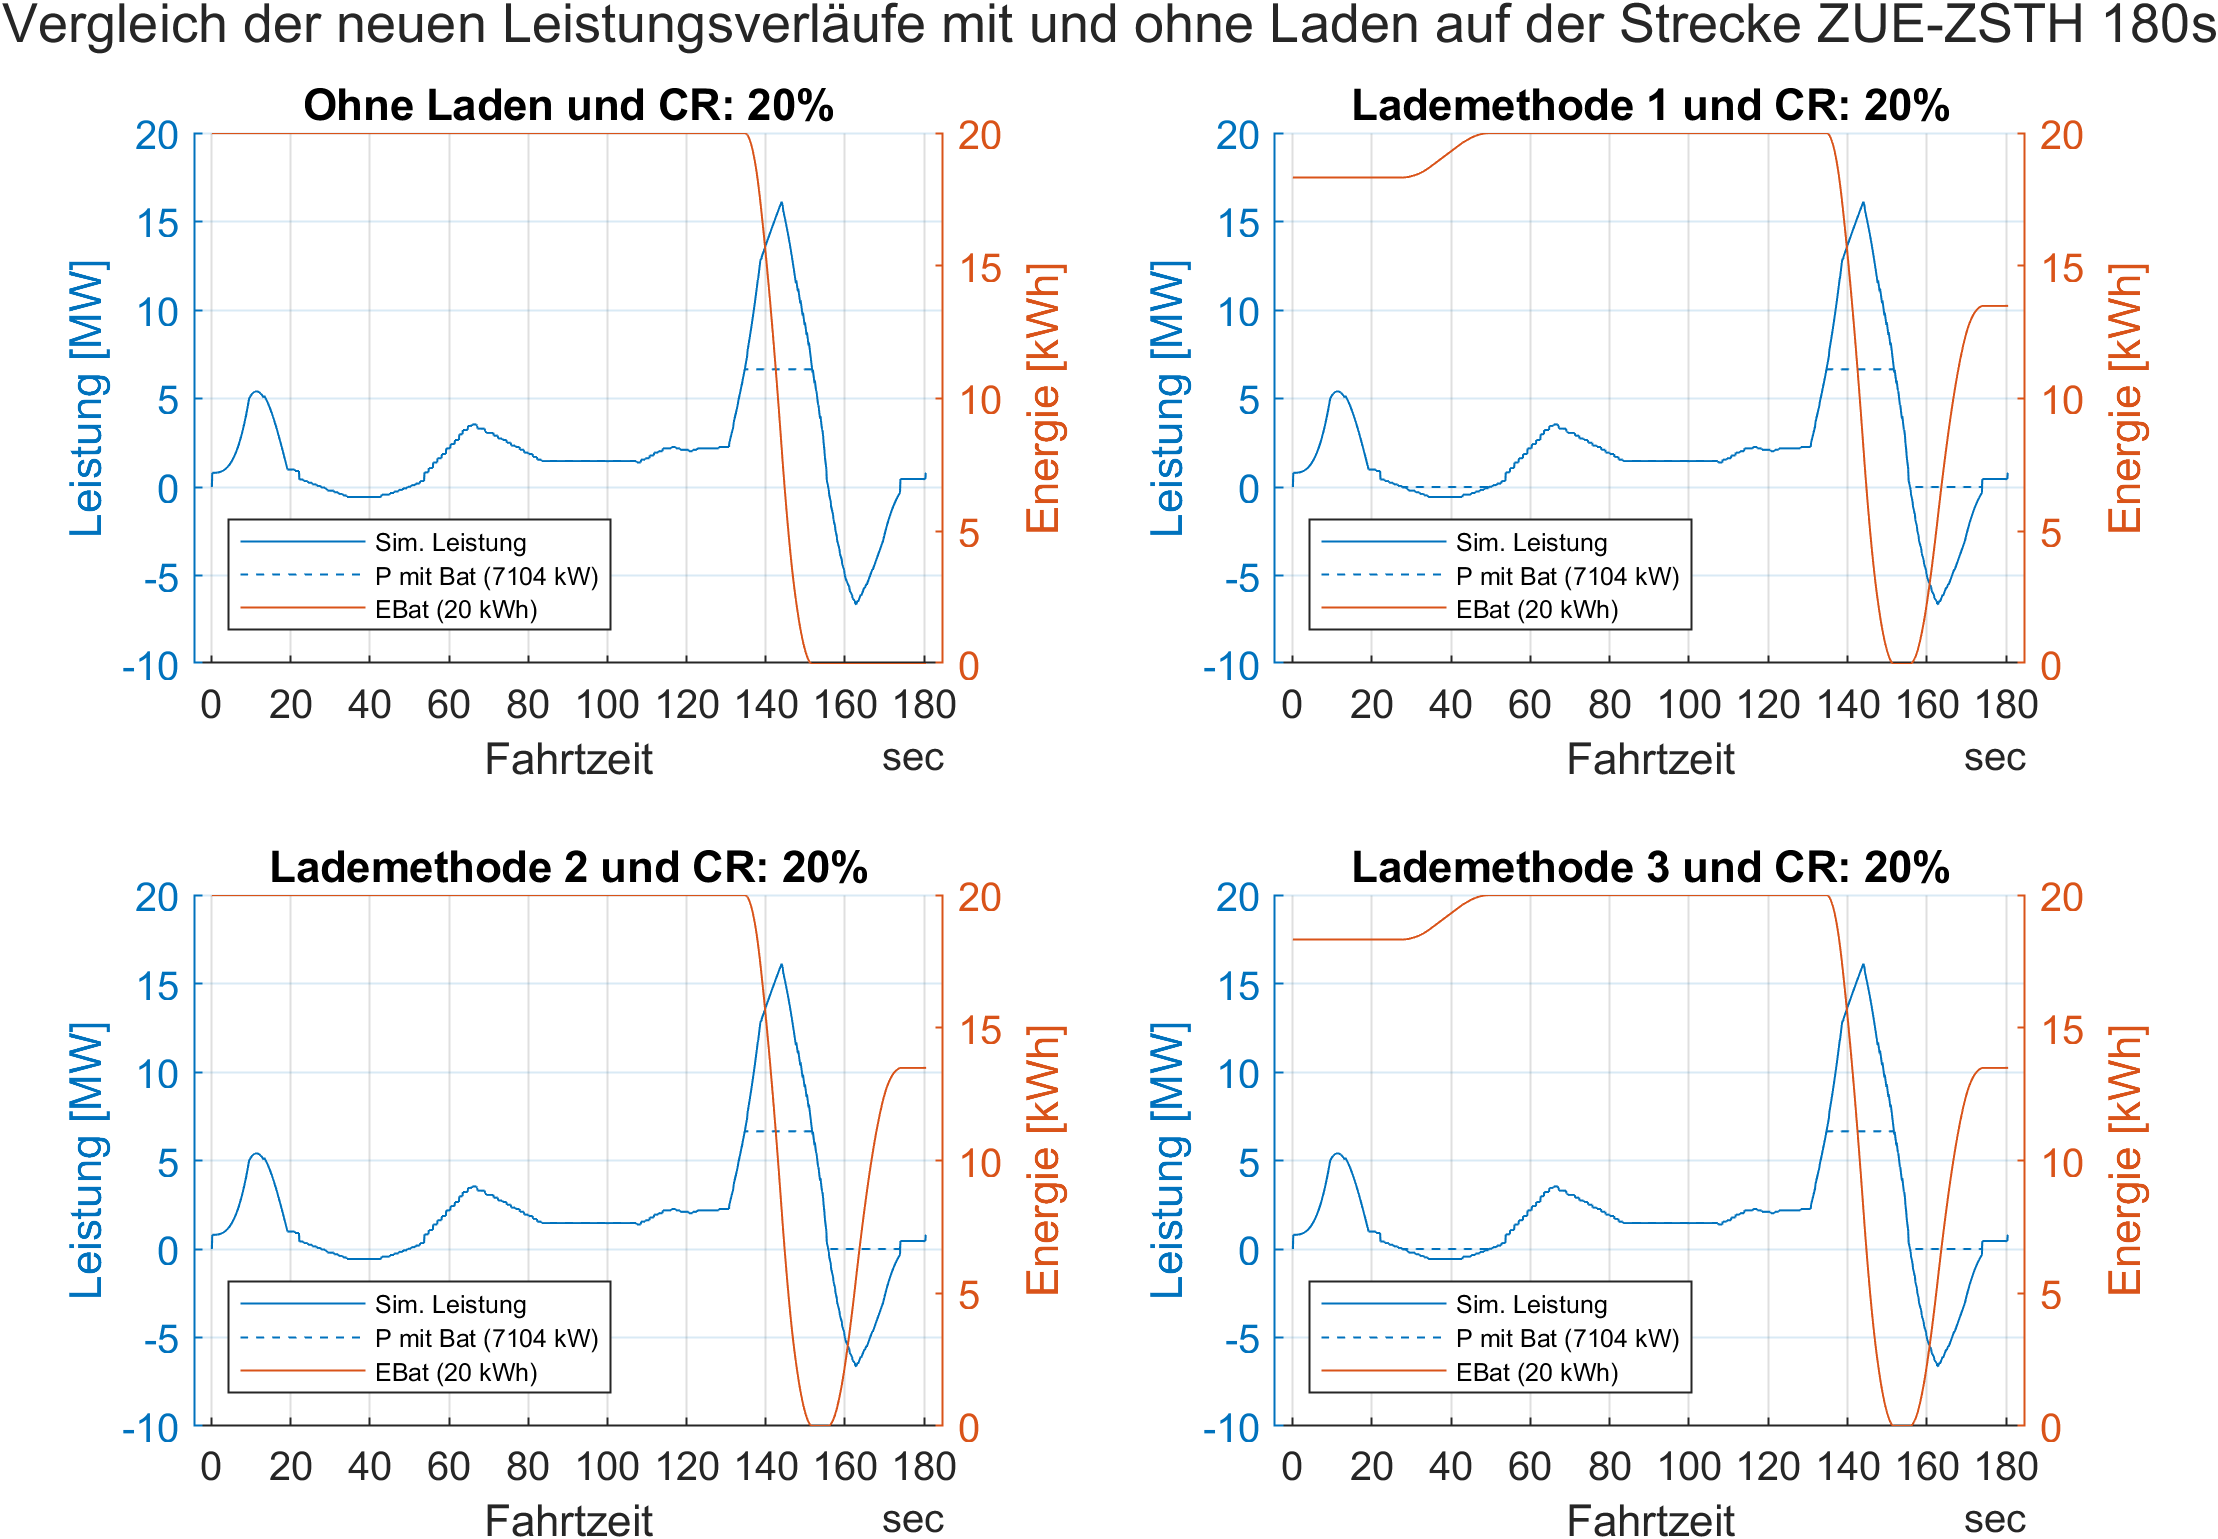 Vergleich der neuen Leistungsverläufe mit und ohne Laden auf der Strecke ZUE-ZSTH 180s
Ohne Laden und CR: 20%
20
15
10
5
0
-5
-10
Leistung [MW]
20
15
10
5
0
Energie [kWh]
Sim. Leistung
P mit Bat (7104 kW)
EBat (20 kWh)
0 20 40 60 80 100 120 140 160 180
Fahrtzeit sec
Lademethode 1 und CR: 20%
20
15
10
5
0
-5
-10
Leistung [MW]
20
15
10
5
0
Energie [kWh]
Sim. Leistung
P mit Bat (7104 kW)
EBat (20 kWh)
0 20 40 60 80 100 120 140 160 180
Fahrtzeit sec
Lademethode 2 und CR: 20%
20
15
10
5
0
-5
-10
Leistung [MW]
20
15
10
5
0
Energie [kWh]
Sim. Leistung
P mit Bat (7104 kW)
EBat (20 kWh)
0 20 40 60 80 100 120 140 160 180
Fahrtzeit sec
Lademethode 3 und CR: 20%
20
15
10
5
0
-5
-10
Leistung [MW]
20
15
10
5
0
Energie [kWh]
Sim. Leistung
P mit Bat (7104 kW)
EBat (20 kWh)
0 20 40 60 80 100 120 140 160 180
Fahrtzeit sec